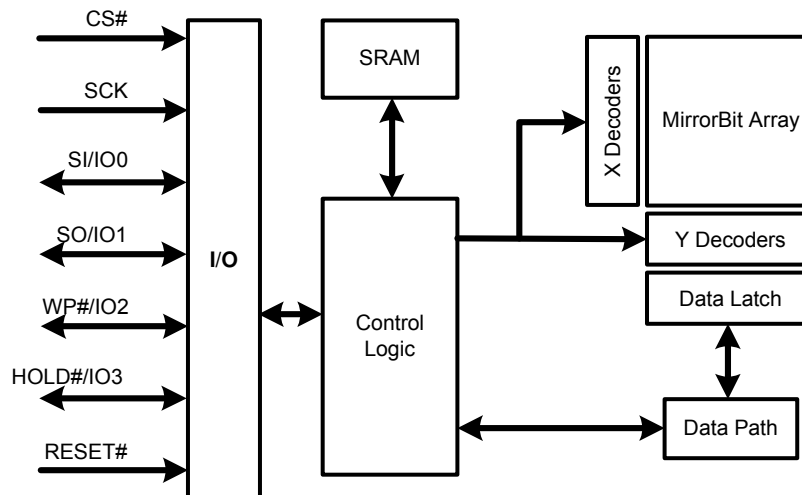 CS#
SCK
SI/IO0
SO/IO1
WP#/IO2
HOLD#/IO3
RESET#
I/O
SRAM
Control
Logic
X Decoders
MirrorBit Array
Y Decoders
Data Latch
Data Path